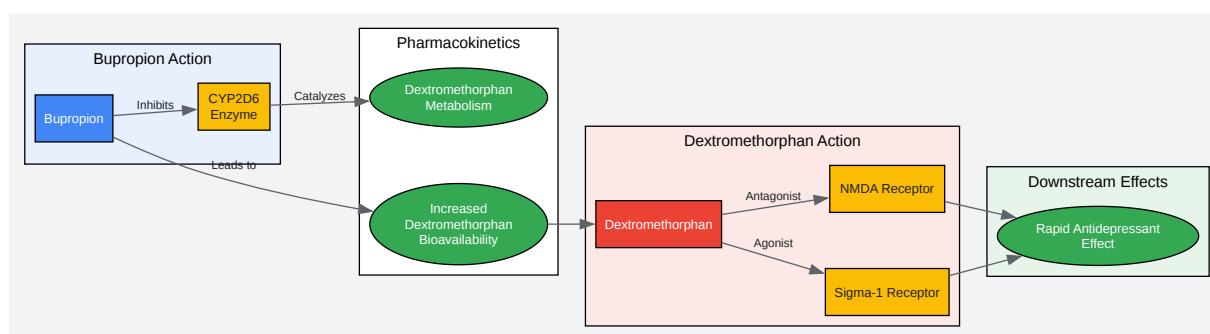 Bupropion Action
Bupropion
Inhibits
CYP2D6
Enzyme
Catalyzes
Leads to
Pharmacokinetics
Dextromethorphan
Metabolism
Increased
Dextromethorphan
Bioavailability
Dextromethorphan Action
Dextromethorphan
Antagonist
NMDA Receptor
Agonist
Sigma-1 Receptor
Downstream Effects
Rapid Antidepressant
Effect